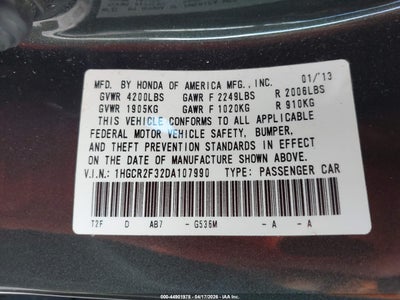 MFD. BY HONDA OF AMERICA MFG., INC. 01/13
GVWR 4200LBS GAWR F 2249LBS R 2006LBS
GVWR 1905KG GAWR F 1020KG R 910KG
THIS VEHICLE CONFORMS TO ALL APPLICABLE
FEDERAL MOTOR VEHICLE SAFETY, BUMPER,
AND THEFT PREVENTION STANDARDS IN EFFECT
ON THE DATE OF MANUFACTURE SHOWN ABOVE.
V.I.N: 1HGCR2F32DA107990 TYPE: PASSENGER CAR
T2F D AB7 - G536M - A - A
000-44901978 - 04/17/2026 - IAA Inc.